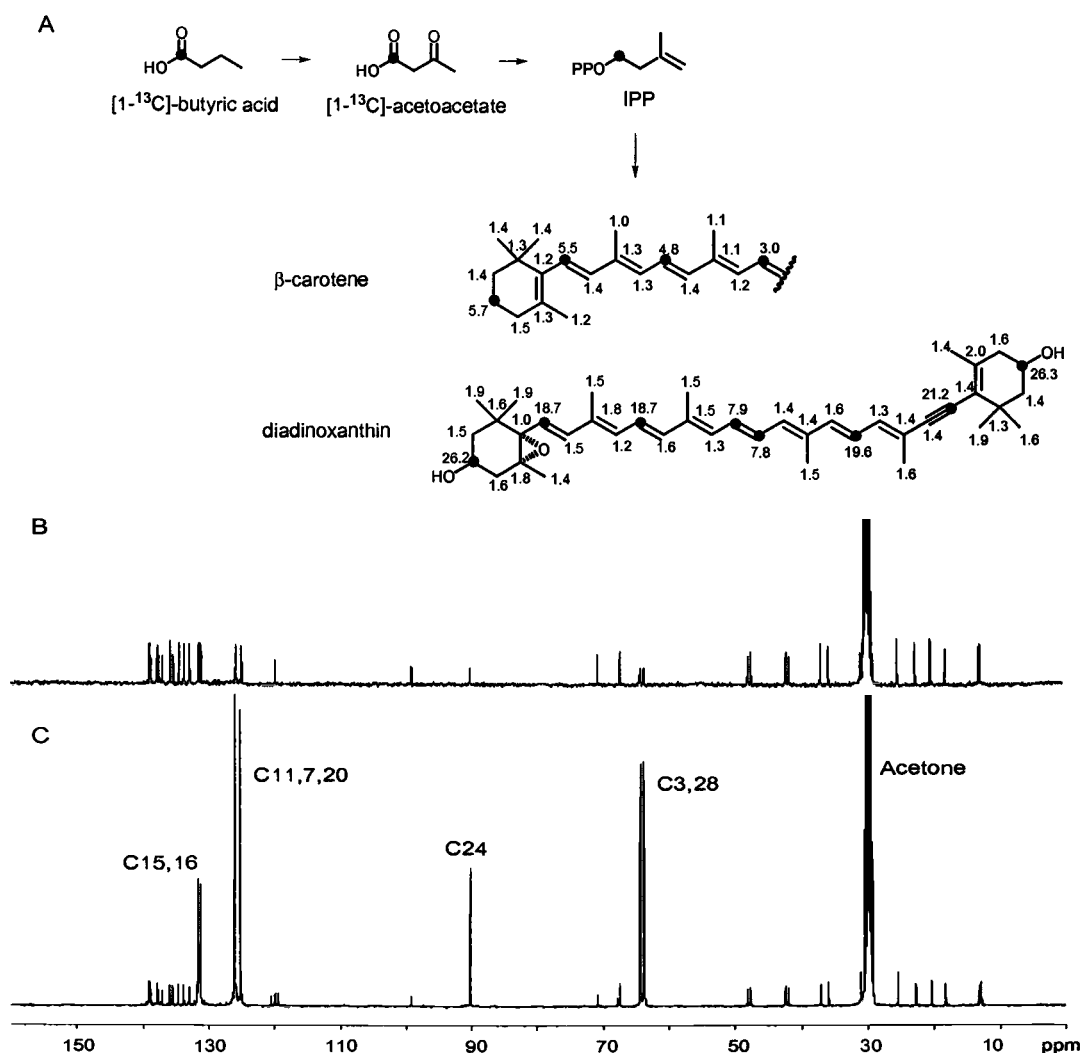 A
O
HO
[1-¹³C]-butyric acid
O O
HO
[1-¹³C]-acetoacetate
PPO
IPP
β-carotene
1.4 1.4 1.0 1.1
1.3 5.5 1.3 4.8 1.1 3.0
1.2
1.4 1.4 1.3 1.4 1.2
5.7 1.3 1.2
1.5
diadinoxanthin
1.6
1.4 2.0 OH
26.3
1.9 1.9 1.5 1.5 21.2 1.4 1.4
1.6 18.7 1.8 18.7 1.5 7.9 1.4 1.6 1.3 1.4
1.0 1.3
1.5 O 1.5 1.2 1.6 1.3 7.8 1.4 19.6 1.4 1.9 1.6
26.2 1.5 1.6
HO 1.8 1.4
1.6
B
C
C11,7,20
C3,28
Acetone
C24
C15,16
150 130 110 90 70 50 30 10 ppm